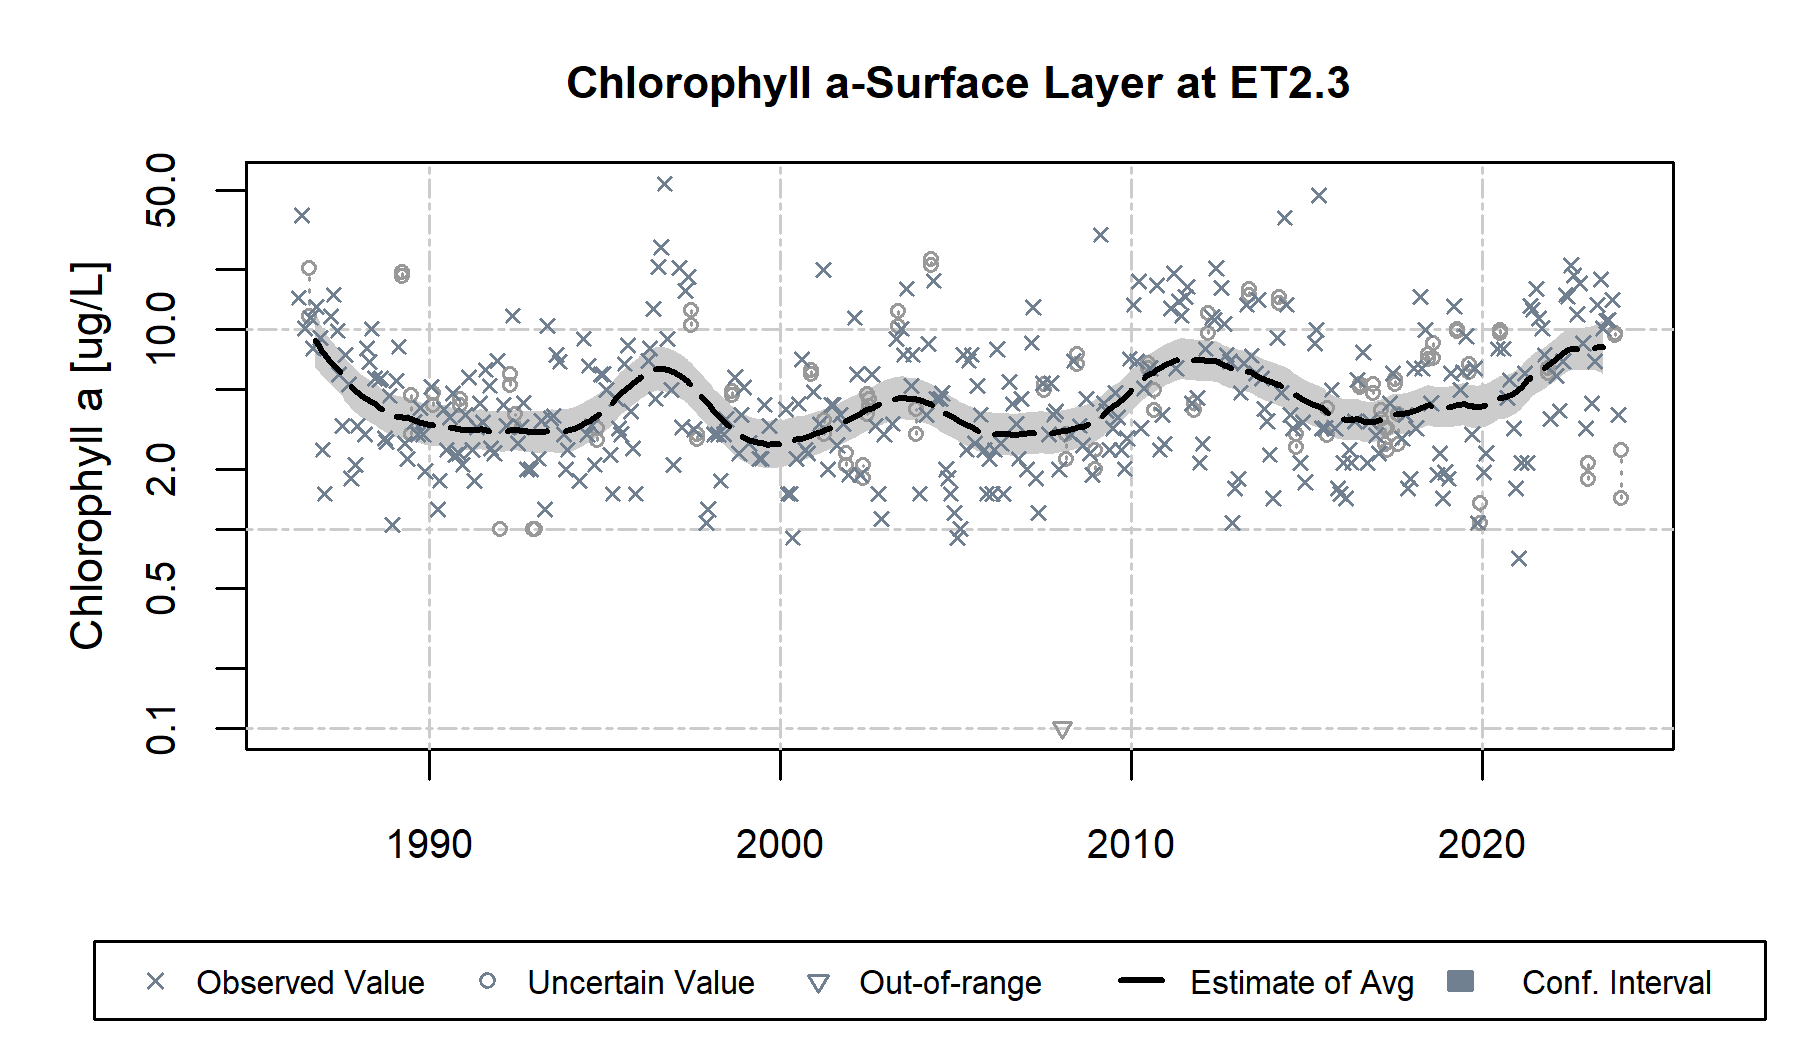 Chlorophyll a-Surface Layer at ET2.3
Chlorophyll a [ug/L]
50.0
10.0
2.0
0.5
0.1
1990 2000 2010 2020
Observed Value Uncertain Value Out-of-range Estimate of Avg Conf. Interval